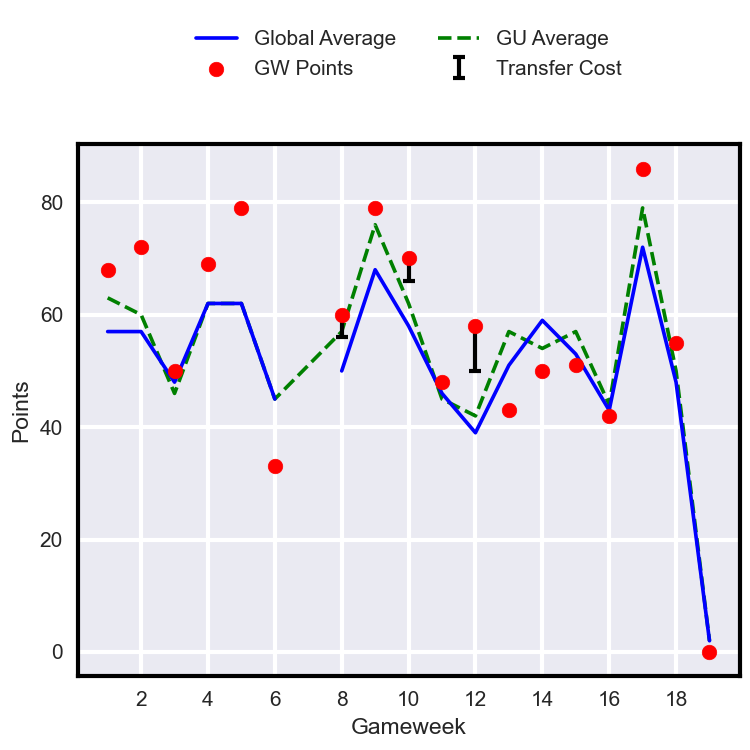 Global Average
GU Average
GW Points
Transfer Cost
80
60
40
20
0
Points
2 4 6 8 10 12 14 16 18
Gameweek